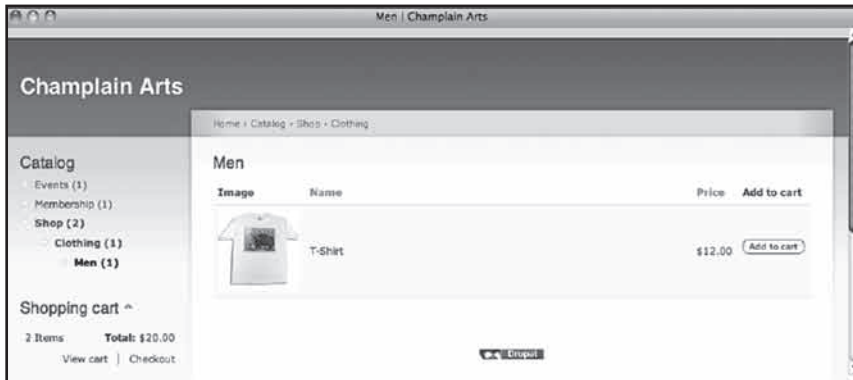 Men | Champlain Arts
Champlain Arts
Home › Catalog › Shop › Clothing
Catalog
Events (1)
Membership (1)
Shop (2)
Clothing (1)
Men (1)
Shopping cart ^
2 Items Total: $20.00
View cart | Checkout
Men
Image Name Price Add to cart
T-Shirt $12.00 Add to cart
Drupal